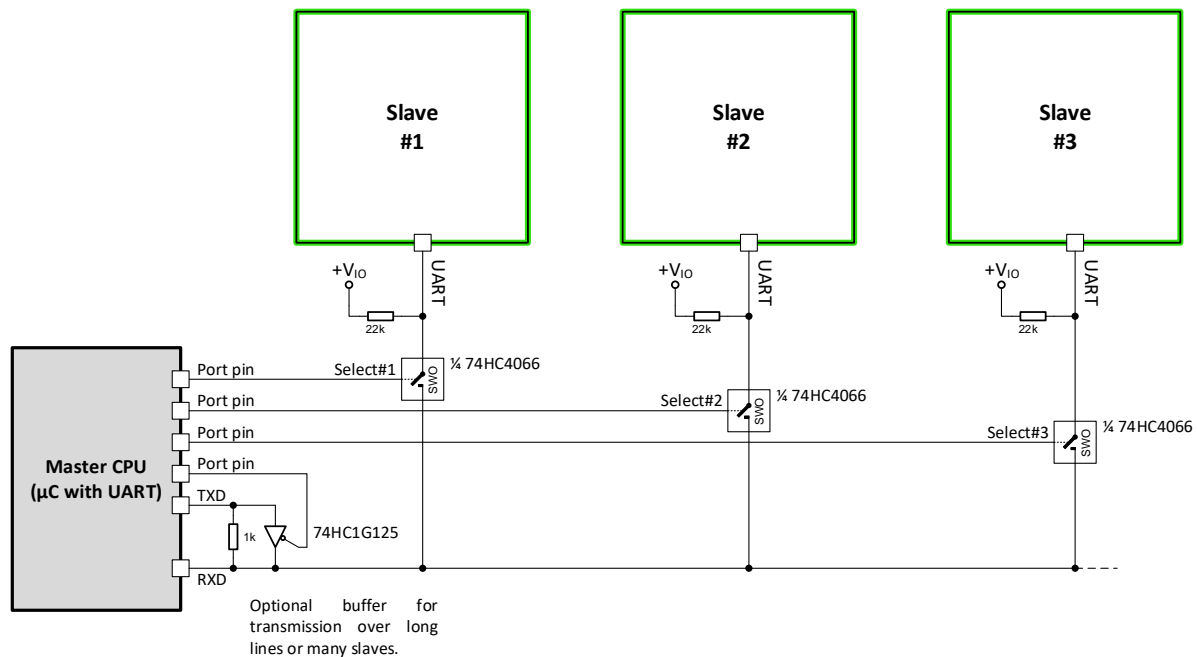 Slave
#1
Slave
#2
Slave
#3
UART
UART
UART
+VIO
+VIO
+VIO
22k
22k
22k
Port pin
Select#1
SWO
¼ 74HC4066
Port pin
Select#2
SWO
¼ 74HC4066
Port pin
Select#3
SWO
¼ 74HC4066
Port pin
Master CPU
(µC with UART)
TXD
1k
74HC1G125
RXD
Optional buffer for
transmission over long
lines or many slaves.